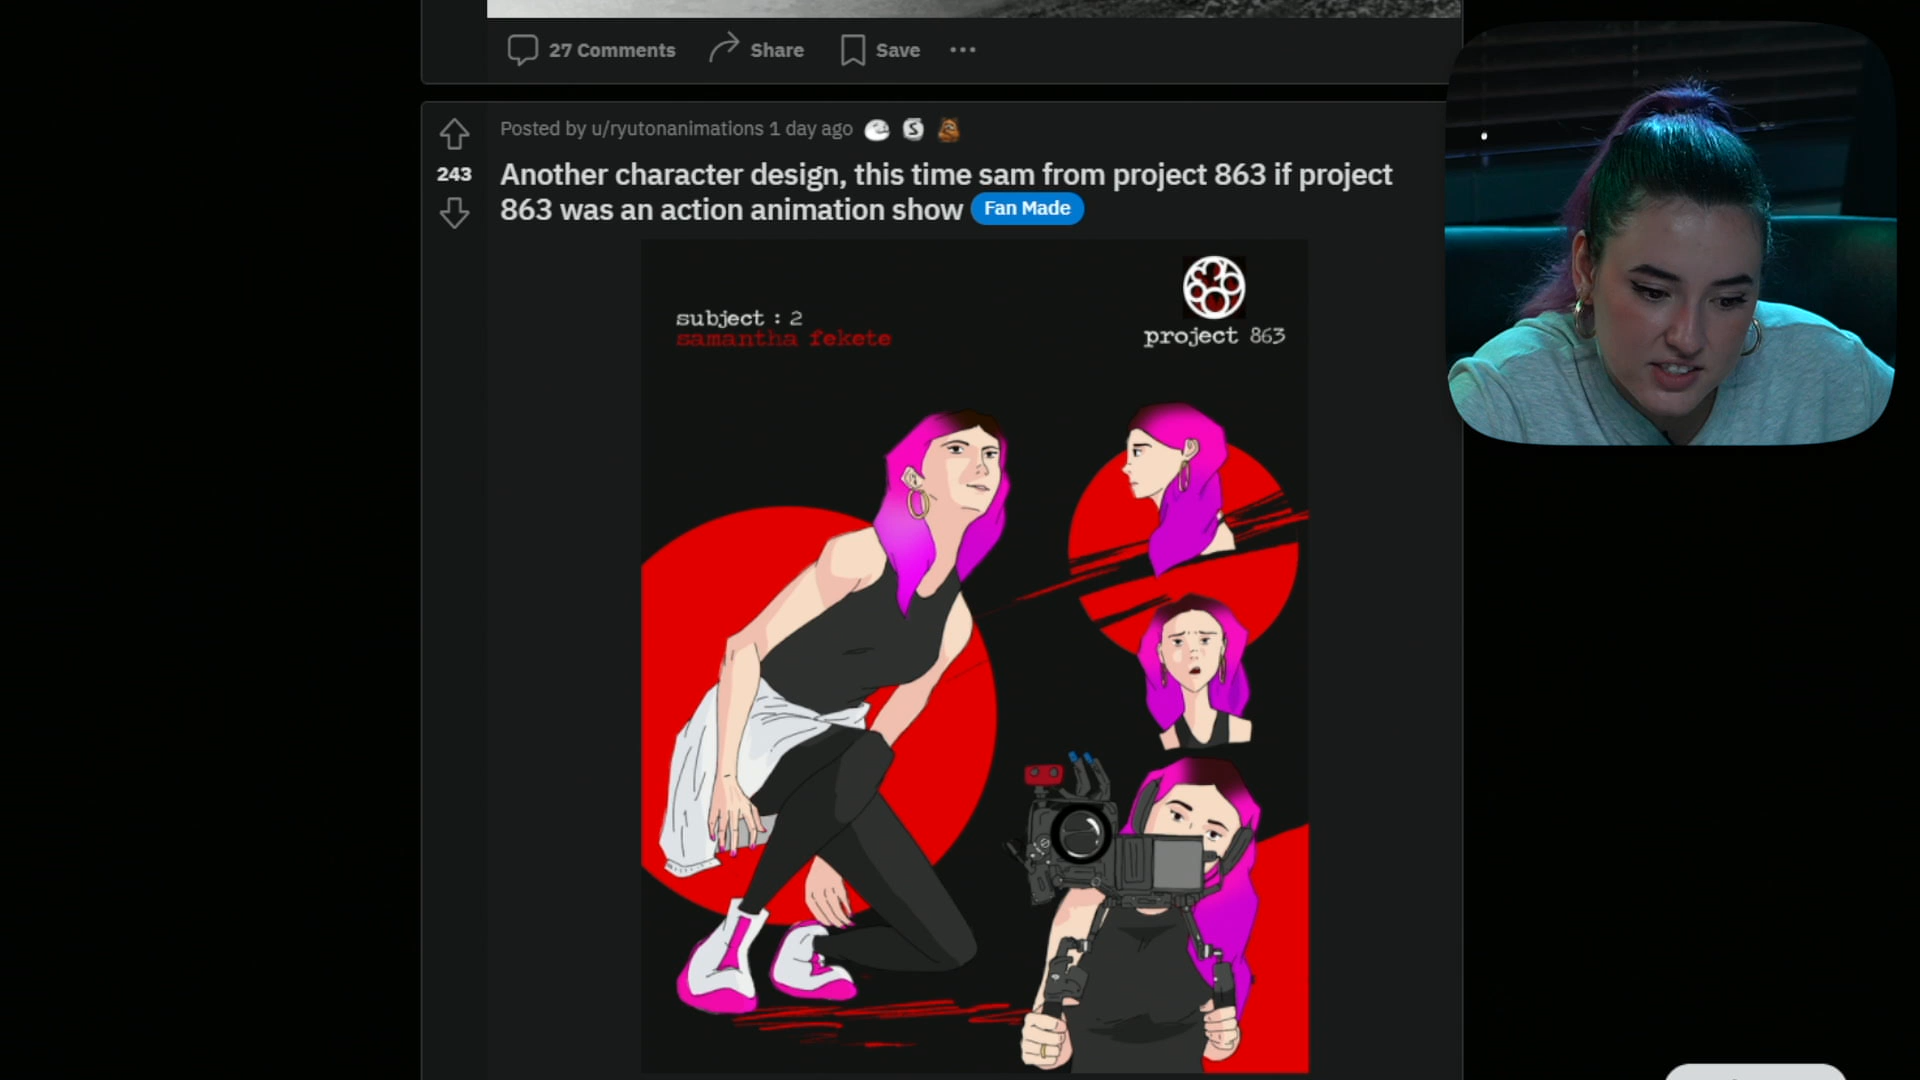 27 Comments Share Save
Posted by u/ryutonanimations 1 day ago
243
Another character design, this time sam from project 863 if project
863 was an action animation show Fan Made
subject : 2
samantha fekete
project 863